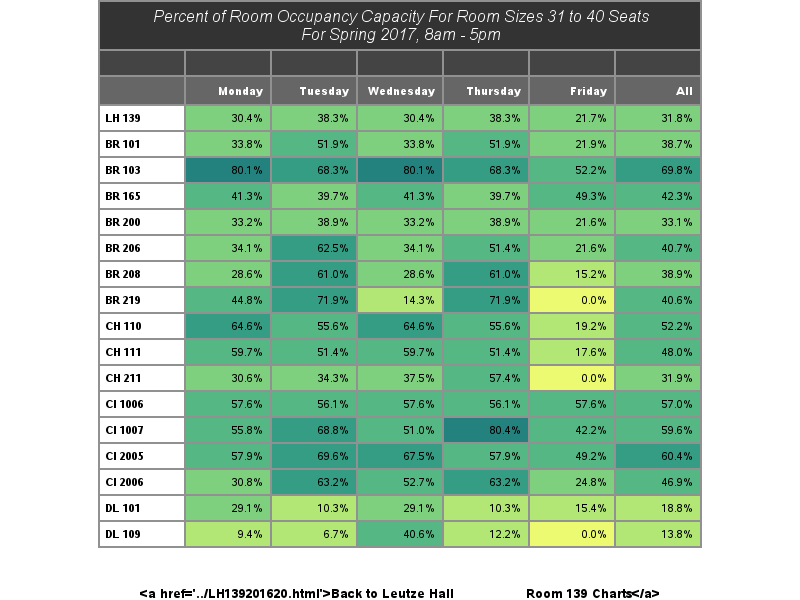 Percent of Room Occupancy Capacity For Room Sizes 31 to 40 Seats
For Spring 2017, 8am - 5pm
Monday Tuesday Wednesday Thursday Friday All
LH 139 30.4% 38.3% 30.4% 38.3% 21.7% 31.8%
BR 101 33.8% 51.9% 33.8% 51.9% 21.9% 38.7%
BR 103 80.1% 68.3% 80.1% 68.3% 52.2% 69.8%
BR 165 41.3% 39.7% 41.3% 39.7% 49.3% 42.3%
BR 200 33.2% 38.9% 33.2% 38.9% 21.6% 33.1%
BR 206 34.1% 62.5% 34.1% 51.4% 21.6% 40.7%
BR 208 28.6% 61.0% 28.6% 61.0% 15.2% 38.9%
BR 219 44.8% 71.9% 14.3% 71.9% 0.0% 40.6%
CH 110 64.6% 55.6% 64.6% 55.6% 19.2% 52.2%
CH 111 59.7% 51.4% 59.7% 51.4% 17.6% 48.0%
CH 211 30.6% 34.3% 37.5% 57.4% 0.0% 31.9%
CI 1006 57.6% 56.1% 57.6% 56.1% 57.6% 57.0%
CI 1007 55.8% 68.8% 51.0% 80.4% 42.2% 59.6%
CI 2005 57.9% 69.6% 67.5% 57.9% 49.2% 60.4%
CI 2006 30.8% 63.2% 52.7% 63.2% 24.8% 46.9%
DL 101 29.1% 10.3% 29.1% 10.3% 15.4% 18.8%
DL 109 9.4% 6.7% 40.6% 12.2% 0.0% 13.8%
<a href='../LH139201620.html'>Back to Leutze Hall Room 139 Charts</a>